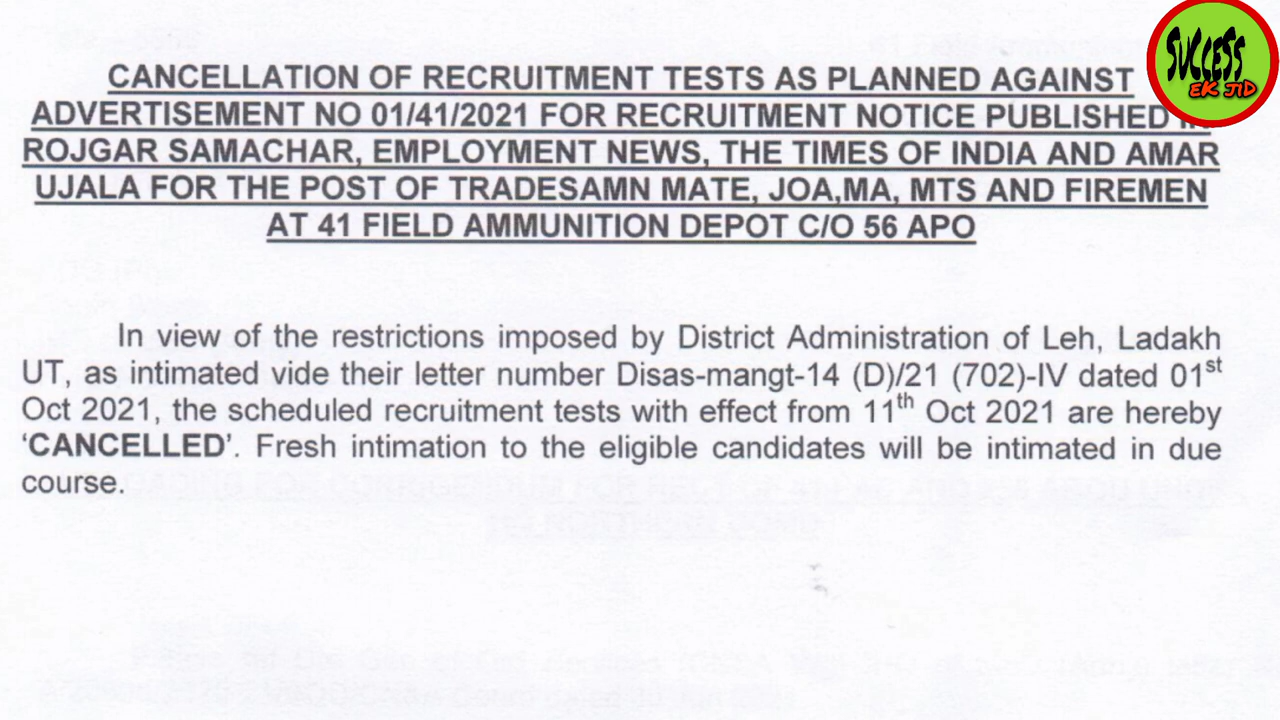 CANCELLATION OF RECRUITMENT TESTS AS PLANNED AGAINST
ADVERTISEMENT NO 01/41/2021 FOR RECRUITMENT NOTICE PUBLISHED
ROJGAR SAMACHAR, EMPLOYMENT NEWS, THE TIMES OF INDIA AND AMAR
UJALA FOR THE POST OF TRADESAMN MATE, JOA,MA, MTS AND FIREMEN
AT 41 FIELD AMMUNITION DEPOT C/O 56 APO
In view of the restrictions imposed by District Administration of Leh, Ladakh
UT, as intimated vide their letter number Disas-mangt-14 (D)/21 (702)-IV dated 01st
Oct 2021, the scheduled recruitment tests with effect from 11th Oct 2021 are hereby
‘CANCELLED’. Fresh intimation to the eligible candidates will be intimated in due
course.
SUCCESS
EK JID